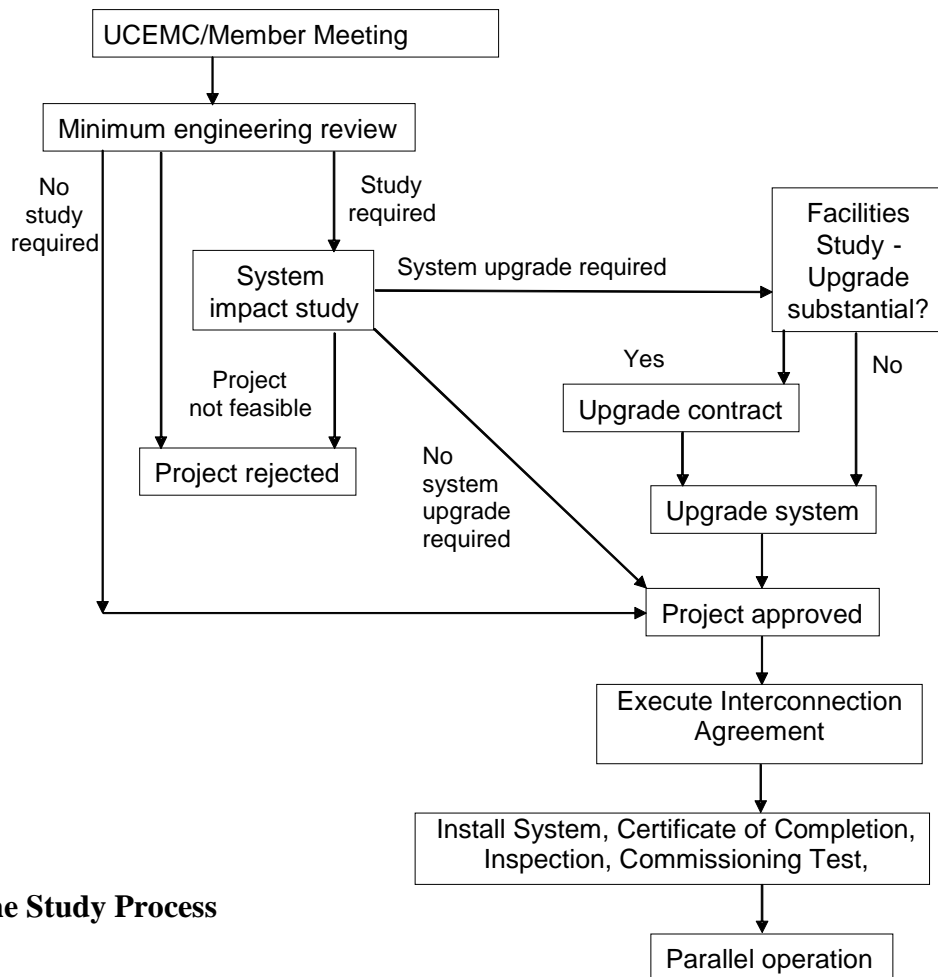 UCEMC/Member Meeting
Minimum engineering review
No
study
required
Study
required
System
impact study
System upgrade required
Facilities
Study -
Upgrade
substantial?
Project
not feasible
Yes
No
Upgrade contract
Project rejected
No
system
upgrade
required
Upgrade system
Project approved
Execute Interconnection
Agreement
Install System, Certificate of Completion,
Inspection, Commissioning Test,
Study Process
Parallel operation